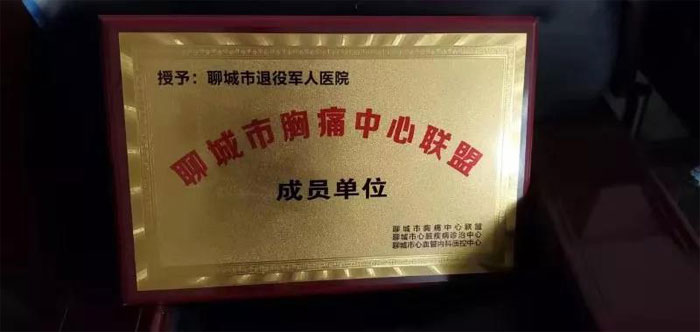 授予：聊城市退役军人医院
聊城市胸痛中心联盟
成员单位
聊城市胸痛中心联盟
聊城市心脏疾病诊治中心
聊城市心血管内科质控中心